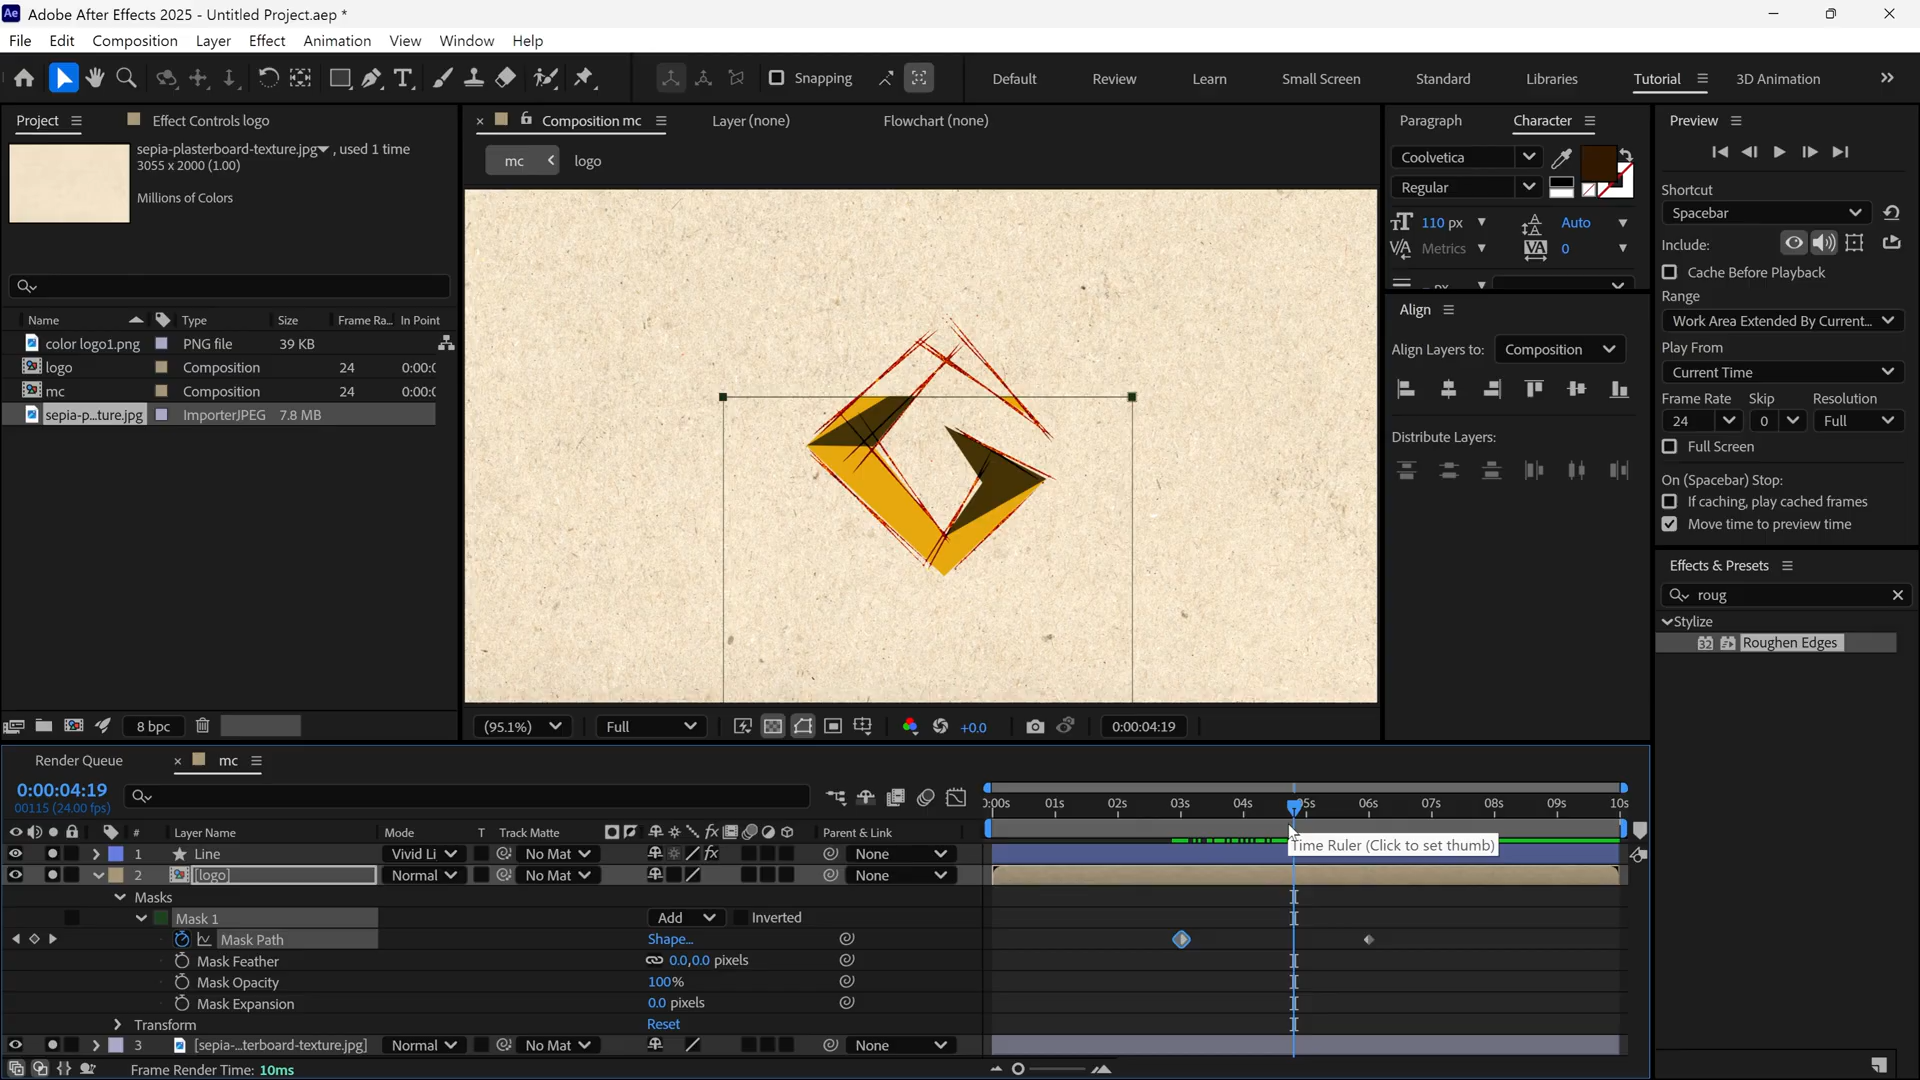 Adobe After Effects 2025 - Untitled Project.aep *
File Edit Composition Layer Effect Animation View Window Help
Snapping
Default Review Learn Small Screen Standard Libraries Tutorial 3D Animation
Project
Effect Controls logo
sepia-plasterboard-texture.jpg , used 1 time
3055 x 2000 (1.00)
Millions of Colors
Name Type Size Frame Ra... In Point
color logo1.png PNG file 39 KB
logo Composition 24 0:00:0
mc Composition 24 0:00:0
sepia-p...ture.jpg ImporterJPEG 7.8 MB
8 bpc
Composition mc
Layer (none)
Flowchart (none)
mc
logo
(95.1%)
Full
+0.0
0:00:04:19
Paragraph Character
Coolvetica
Regular
110 px
Auto
Metrics
0
Align
Align Layers to: Composition
Distribute Layers:
Preview
Shortcut
Spacebar
Include:
Cache Before Playback
Range
Work Area Extended By Current...
Play From
Current Time
Frame Rate Skip Resolution
24 0 Full
Full Screen
On (Spacebar) Stop:
If caching, play cached frames
Move time to preview time
Effects & Presets
roug
Stylize
32 Roughen Edges
Render Queue
mc
0:00:04:19
00115 (24.00 fps)
:00s 01s 02s 03s 04s 05s 06s 07s 08s 09s 10s
# Layer Name Mode T Track Matte Parent & Link
Time Ruler (Click to set thumb)
1 Line Vivid Li No Mat None
2 [logo] Normal No Mat None
Masks
Mask 1 Add Inverted
Mask Path Shape...
Mask Feather 0.0,0.0 pixels
Mask Opacity 100%
Mask Expansion 0.0 pixels
Transform Reset
3 [sepia-...terboard-texture.jpg] Normal No Mat None
Frame Render Time: 10ms